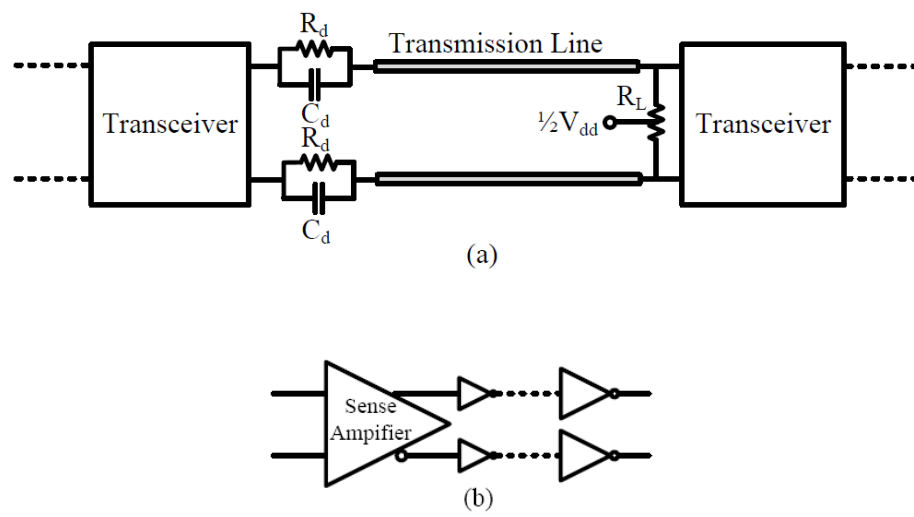 R_d
Transmission Line
Transceiver
C_d
R_L
½V_dd
Transceiver
R_d
C_d
(a)
Sense
Ampifier
(b)